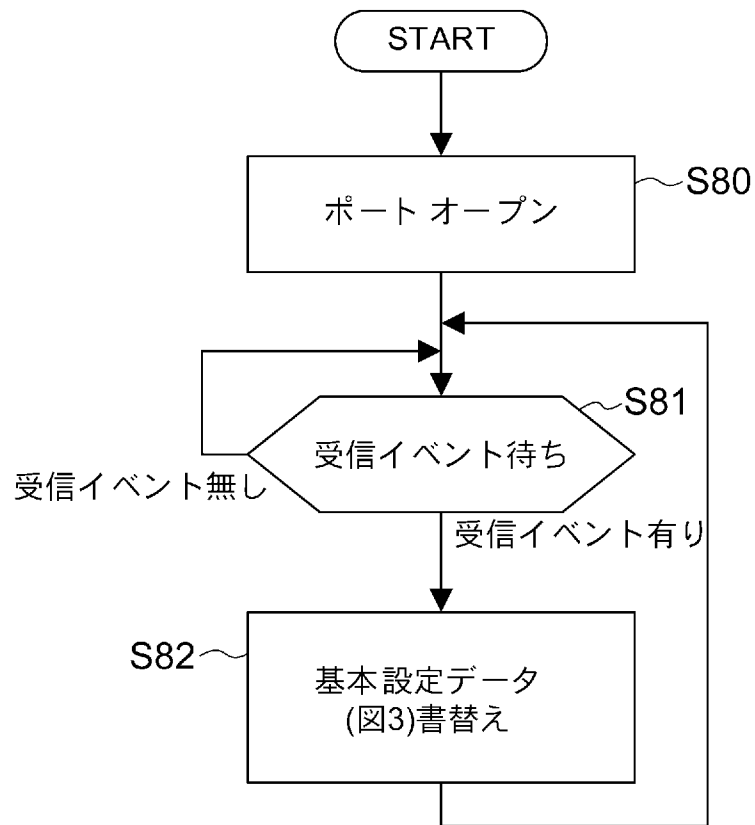 START
ポート オープン
S80
S81
受信イベント待ち
受信イベント無し
受信イベント有り
S82
基本設定データ
(図3)書替え